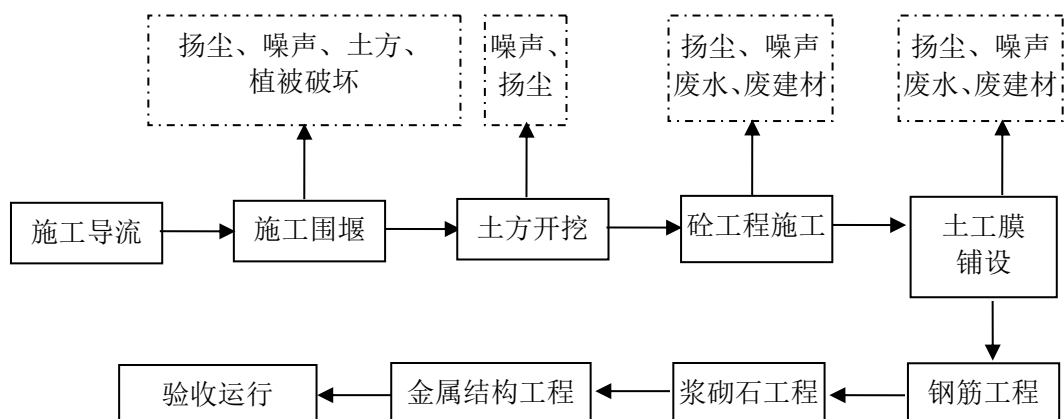 扬尘、噪声、土方、
植被破坏
噪声、
扬尘
扬尘、噪声
废水、废建材
扬尘、噪声
废水、废建材
施工导流
施工围堰
土方开挖
砼工程施工
土工膜
铺设
验收运行
金属结构工程
浆砌石工程
钢筋工程